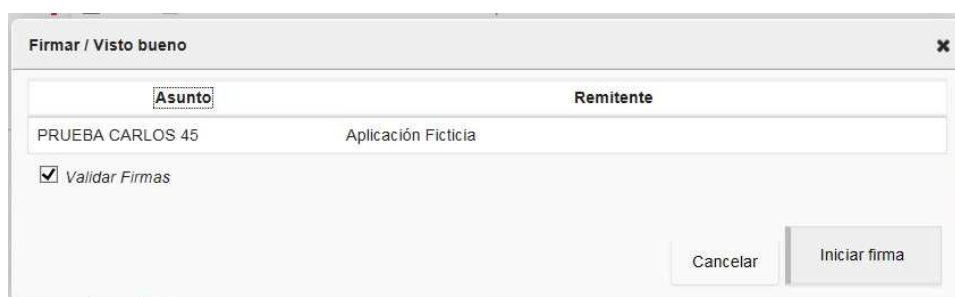 Firmar / Visto bueno
Asunto Remitente
PRUEBA CARLOS 45 Aplicación Ficticia
Validar Firmas
Cancelar Iniciar firma